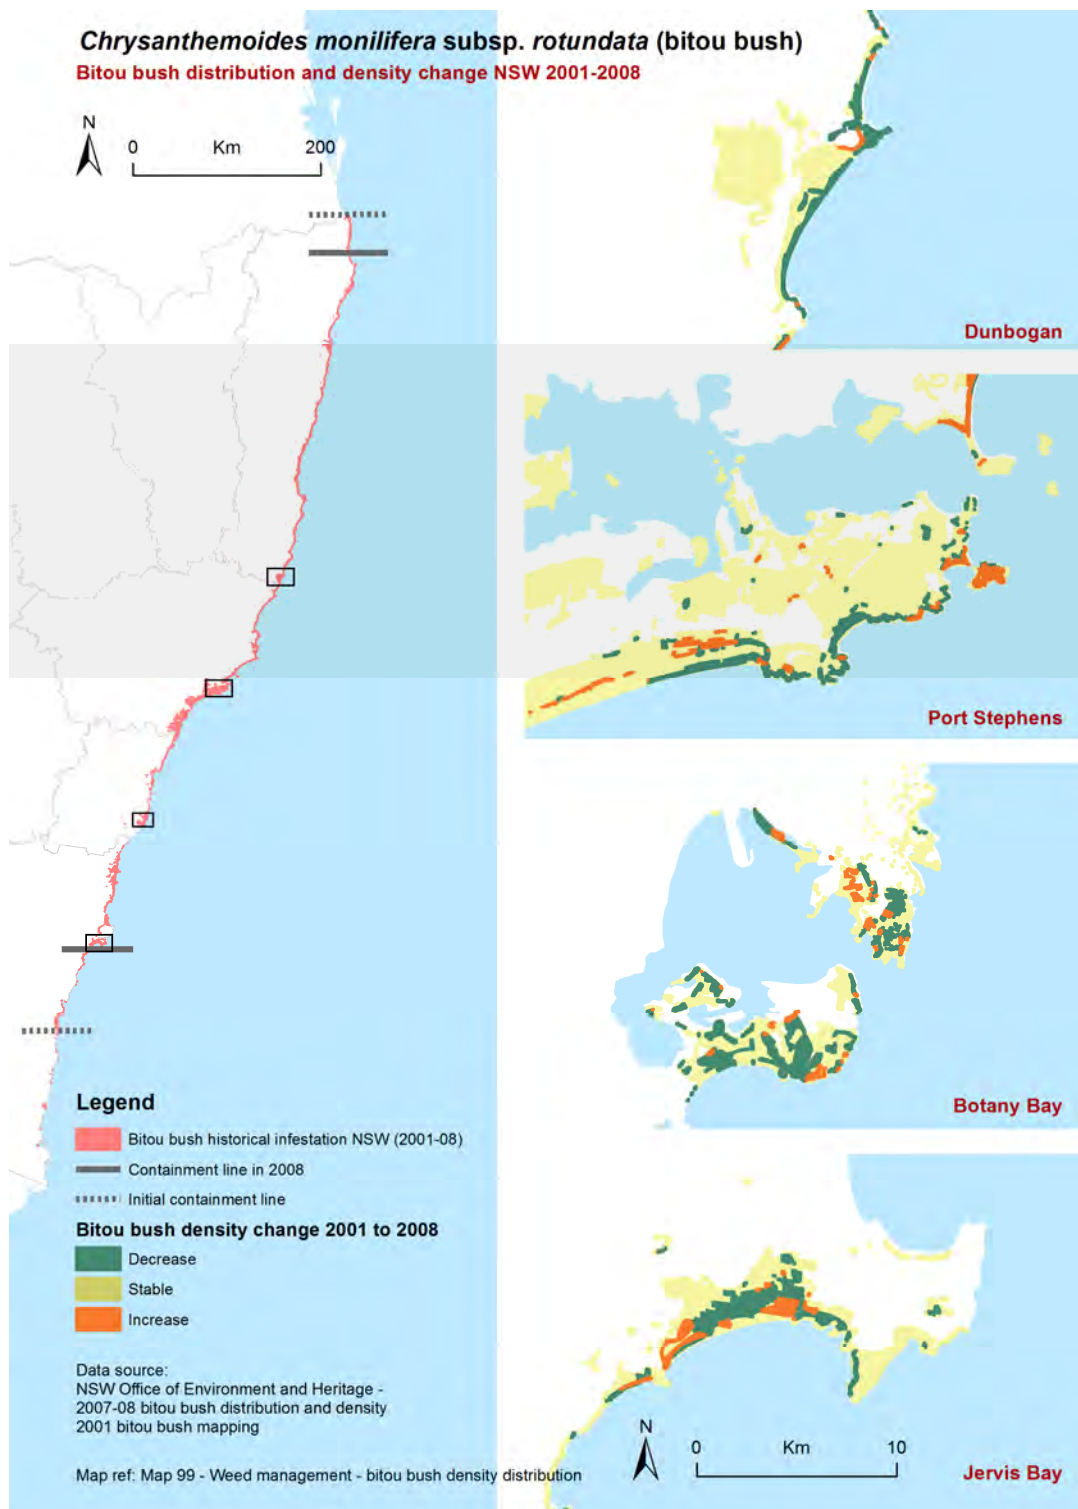 Chrysanthemoides monilifera subsp. rotundata (bitou bush)
Bitou bush distribution and density change NSW 2001-2008
N
0 Km 200
Dunbogan
Port Stephens
Botany Bay
Legend
Bitou bush historical infestation NSW (2001-08)
Containment line in 2008
Initial containment line
Bitou bush density change 2001 to 2008
Decrease
Stable
Increase
Data source:
NSW Office of Environment and Heritage -
2007-08 bitou bush distribution and density
2001 bitou bush mapping
Map ref: Map 99 - Weed management - bitou bush density distribution
N
0 Km 10
Jervis Bay